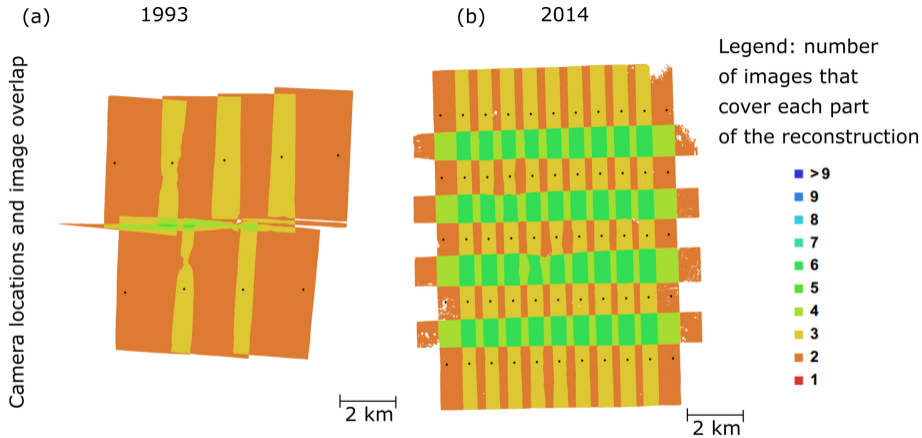 (a)
1993
(b)
2014
Camera locations and image overlap
Legend: number
of images that
cover each part
of the reconstruction
>9
9
8
7
6
5
4
3
2
1
2 km
2 km